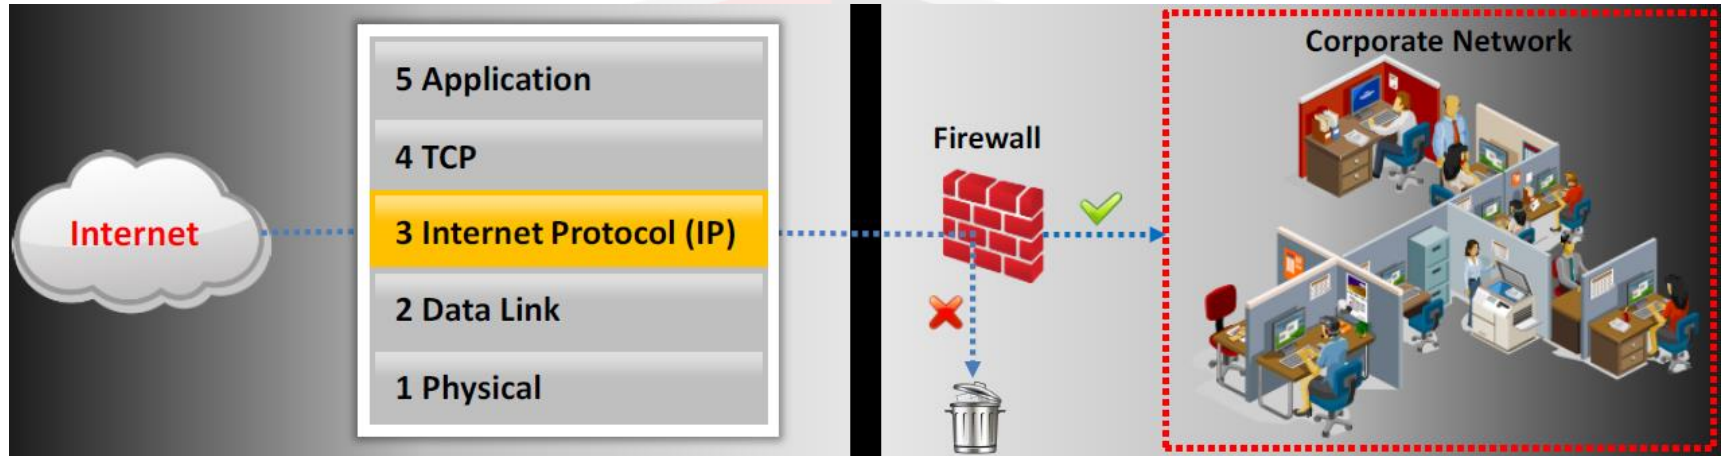 Internet
5 Application
4 TCP
3 Internet Protocol (IP)
2 Data Link
1 Physical
Firewall
Corporate Network